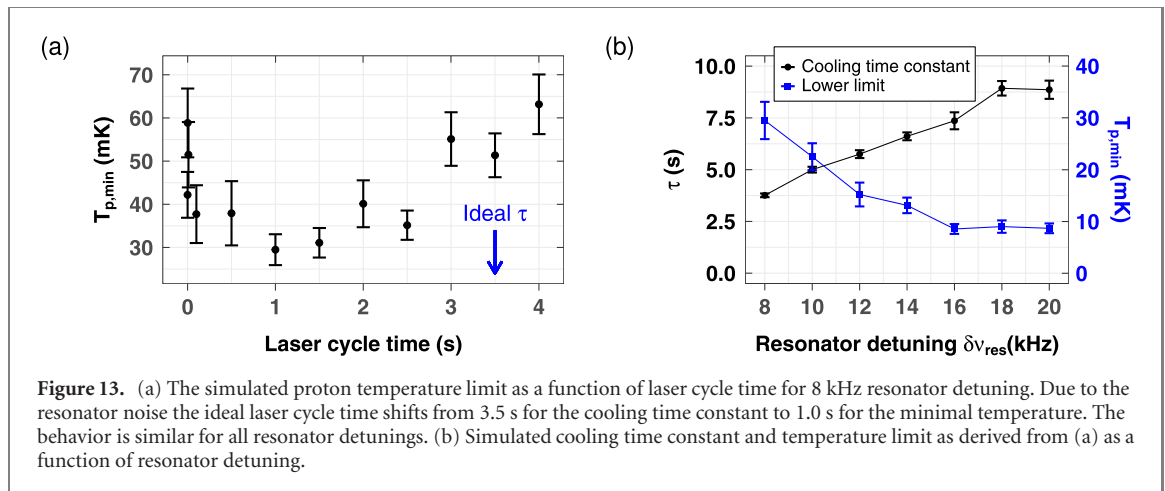 (a)
70
60
50
40
30
T_p,min (mK)
Ideal τ
0 1 2 3 4
Laser cycle time (s)
(b)
Cooling time constant
Lower limit
10.0
7.5
5.0
2.5
0.0
τ (s)
40
30
20
10
0
T_p,min (mK)
8 10 12 14 16 18 20
Resonator detuning δν_res(kHz)
Figure 13. (a) The simulated proton temperature limit as a function of laser cycle time for 8 kHz resonator detuning. Due to the
resonator noise the ideal laser cycle time shifts from 3.5 s for the cooling time constant to 1.0 s for the minimal temperature. The
behavior is similar for all resonator detunings. (b) Simulated cooling time constant and temperature limit as derived from (a) as a
function of resonator detuning.